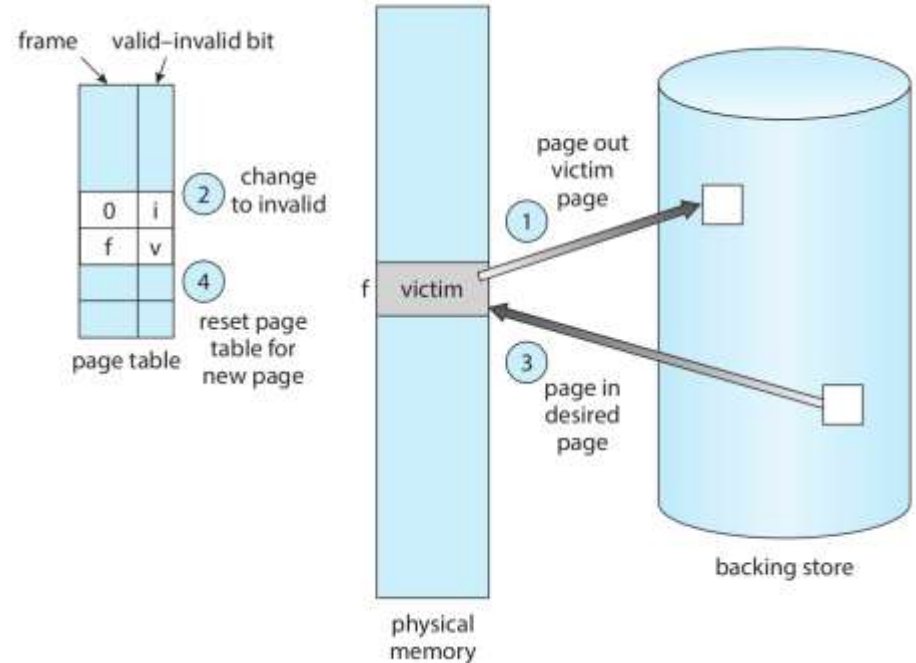 frame
valid–invalid bit
0 i
f v
2
change
to invalid
4
reset page
table for
new page
page table
f
victim
physical
memory
1
page out
victim
page
3
page in
desired
page
backing store